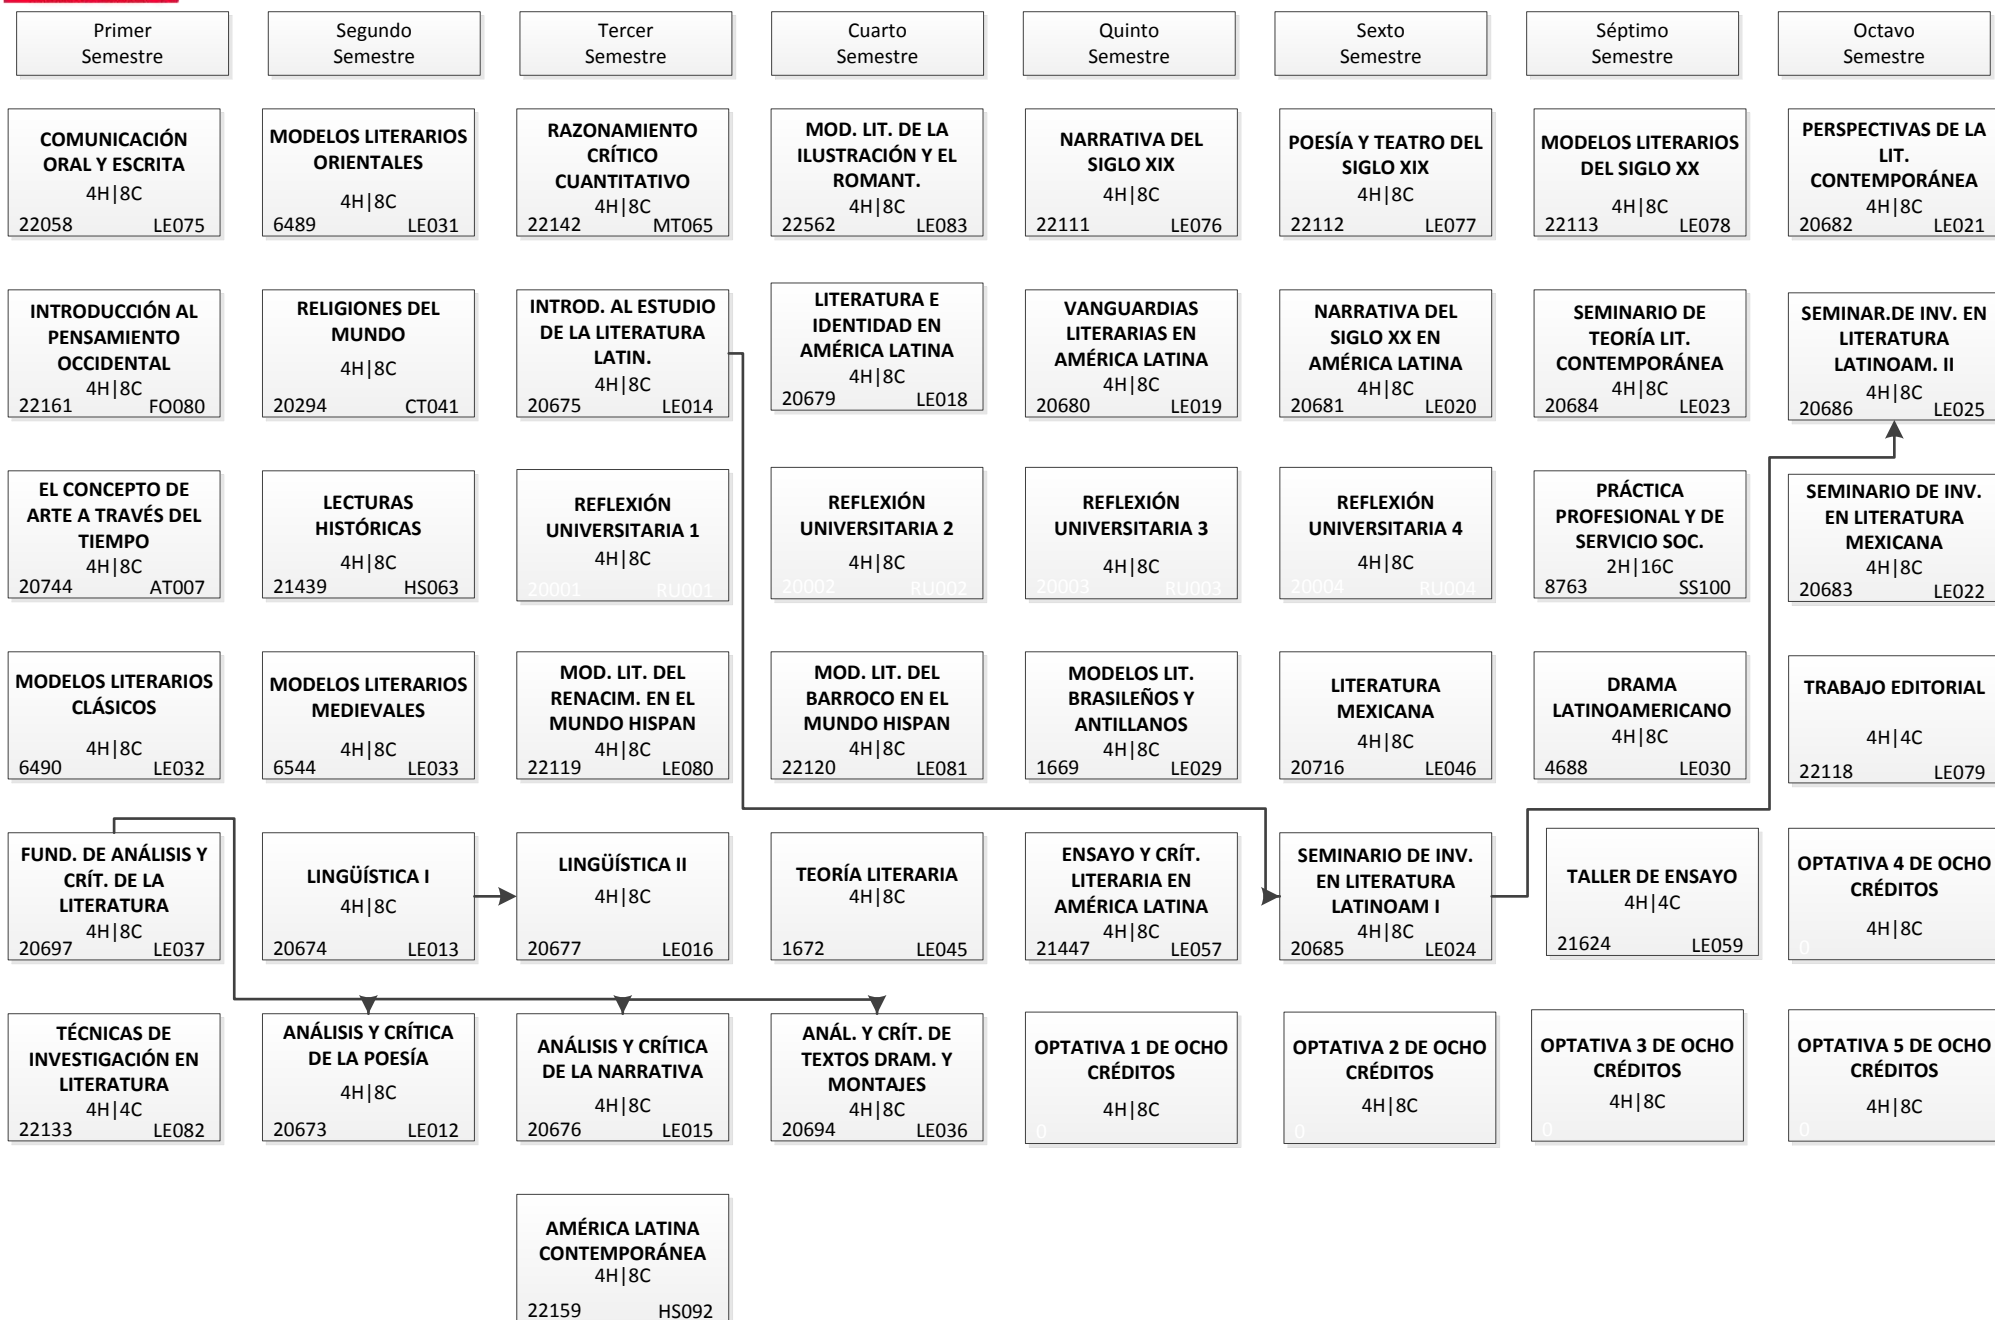 Primer
Semestre
Segundo
Semestre
Tercer
Semestre
Cuarto
Semestre
Quinto
Semestre
Sexto
Semestre
Séptimo
Semestre
Octavo
Semestre
COMUNICACIÓN
ORAL Y ESCRITA
4H|8C
22058 LE075
MODELOS LITERARIOS
ORIENTALES
4H|8C
6489 LE031
RAZONAMIENTO
CRÍTICO
CUANTITATIVO
4H|8C
22142 MT065
MOD. LIT. DE LA
ILUSTRACIÓN Y EL
ROMANT.
4H|8C
22562 LE083
NARRATIVA DEL
SIGLO XIX
4H|8C
22111 LE076
POESÍA Y TEATRO DEL
SIGLO XIX
4H|8C
22112 LE077
MODELOS LITERARIOS
DEL SIGLO XX
4H|8C
22113 LE078
PERSPECTIVAS DE LA
LIT.
CONTEMPORÁNEA
4H|8C
20682 LE021
INTRODUCCIÓN AL
PENSAMIENTO
OCCIDENTAL
4H|8C
22161 FO080
RELIGIONES DEL
MUNDO
4H|8C
20294 CT041
INTROD. AL ESTUDIO
DE LA LITERATURA
LATIN.
4H|8C
20675 LE014
LITERATURA E
IDENTIDAD EN
AMÉRICA LATINA
4H|8C
20679 LE018
VANGUARDIAS
LITERARIAS EN
AMÉRICA LATINA
4H|8C
20680 LE019
NARRATIVA DEL
SIGLO XX EN
AMÉRICA LATINA
4H|8C
20681 LE020
SEMINARIO DE
TEORÍA LIT.
CONTEMPORÁNEA
4H|8C
20684 LE023
SEMINAR.DE INV. EN
LITERATURA
LATINOAM. II
4H|8C
20686 LE025
EL CONCEPTO DE
ARTE A TRAVÉS DEL
TIEMPO
4H|8C
20744 AT007
LECTURAS
HISTÓRICAS
4H|8C
21439 HS063
REFLEXIÓN
UNIVERSITARIA 1
4H|8C
20001 RU001
REFLEXIÓN
UNIVERSITARIA 2
4H|8C
20002 RU002
REFLEXIÓN
UNIVERSITARIA 3
4H|8C
20003 RU003
REFLEXIÓN
UNIVERSITARIA 4
4H|8C
20004 RU004
PRÁCTICA
PROFESIONAL Y DE
SERVICIO SOC.
2H|16C
8763 SS100
SEMINARIO DE INV.
EN LITERATURA
MEXICANA
4H|8C
20683 LE022
MODELOS LITERARIOS
CLÁSICOS
4H|8C
6490 LE032
MODELOS LITERARIOS
MEDIEVALES
4H|8C
6544 LE033
MOD. LIT. DEL
RENACIM. EN EL
MUNDO HISPAN
4H|8C
22119 LE080
MOD. LIT. DEL
BARROCO EN EL
MUNDO HISPAN
4H|8C
22120 LE081
MODELOS LIT.
BRASILEÑOS Y
ANTILLANOS
4H|8C
1669 LE029
LITERATURA
MEXICANA
4H|8C
20716 LE046
DRAMA
LATINOAMERICANO
4H|8C
4688 LE030
TRABAJO EDITORIAL
4H|4C
22118 LE079
FUND. DE ANÁLISIS Y
CRÍT. DE LA
LITERATURA
4H|8C
20697 LE037
LINGÜÍSTICA I
4H|8C
20674 LE013
LINGÜÍSTICA II
4H|8C
20677 LE016
TEORÍA LITERARIA
4H|8C
1672 LE045
ENSAYO Y CRÍT.
LITERARIA EN
AMÉRICA LATINA
4H|8C
21447 LE057
SEMINARIO DE INV.
EN LITERATURA
LATINOAM I
4H|8C
20685 LE024
TALLER DE ENSAYO
4H|4C
21624 LE059
OPTATIVA 4 DE OCHO
CRÉDITOS
4H|8C
0
TÉCNICAS DE
INVESTIGACIÓN EN
LITERATURA
4H|4C
22133 LE082
ANÁLISIS Y CRÍTICA
DE LA POESÍA
4H|8C
20673 LE012
ANÁLISIS Y CRÍTICA
DE LA NARRATIVA
4H|8C
20676 LE015
ANÁL. Y CRÍT. DE
TEXTOS DRAM. Y
MONTAJES
4H|8C
20694 LE036
OPTATIVA 1 DE OCHO
CRÉDITOS
4H|8C
0
OPTATIVA 2 DE OCHO
CRÉDITOS
4H|8C
0
OPTATIVA 3 DE OCHO
CRÉDITOS
4H|8C
0
OPTATIVA 5 DE OCHO
CRÉDITOS
4H|8C
0
AMÉRICA LATINA
CONTEMPORÁNEA
4H|8C
22159 HS092